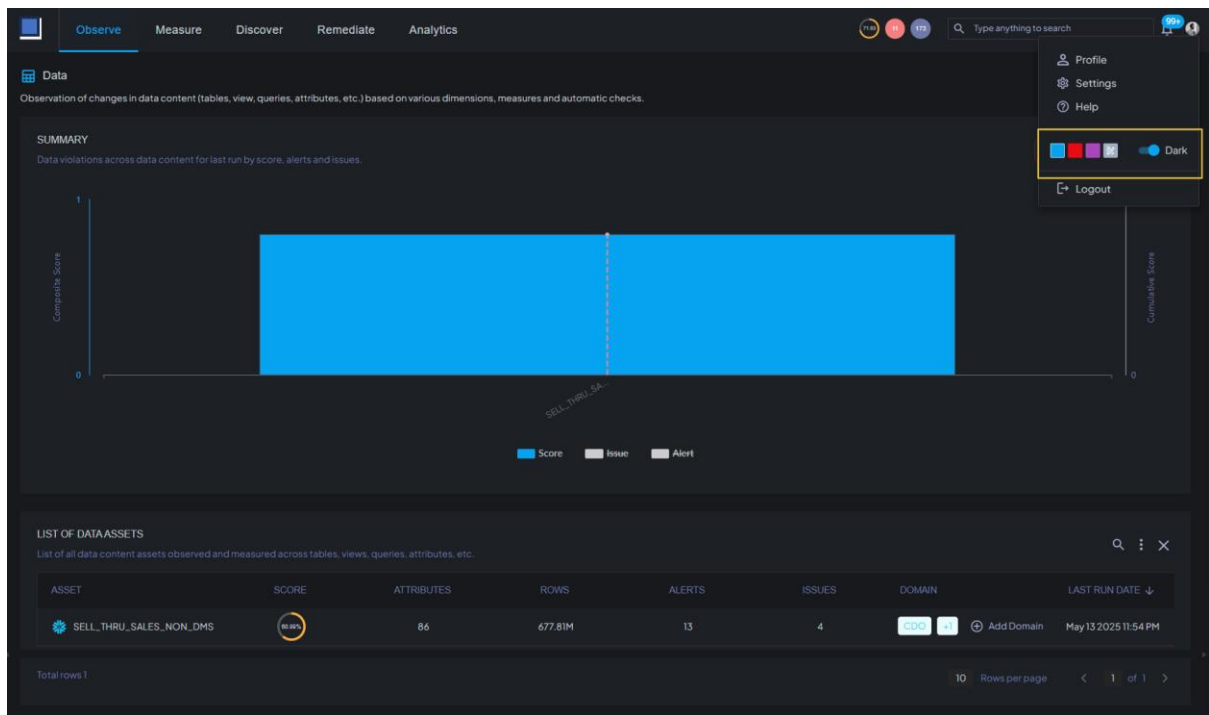 Observe Measure Discover Remediate Analytics 71.93 11 173 Type anything to search 99+
Profile
Settings
Help
Dark
Logout
Data
Observation of changes in data content (tables, view, queries, attributes, etc.) based on various dimensions, measures and automatic checks.
SUMMARY
Data violations across data content for last run by score, alerts and issues.
1
Composite Score
Cumulative Score
0
0
SELL_THRU_SA...
Score Issue Alert
LIST OF DATA ASSETS
List of all data content assets observed and measured across tables, views, queries, attributes, etc.
ASSET SCORE ATTRIBUTES ROWS ALERTS ISSUES DOMAIN LAST RUN DATE
SELL_THRU_SALES_NON_DMS 86 677.81M 13 4 CDO +1 Add Domain May 13 2025 11:54 PM
Total rows 1 10 Rows per page 1 of 1